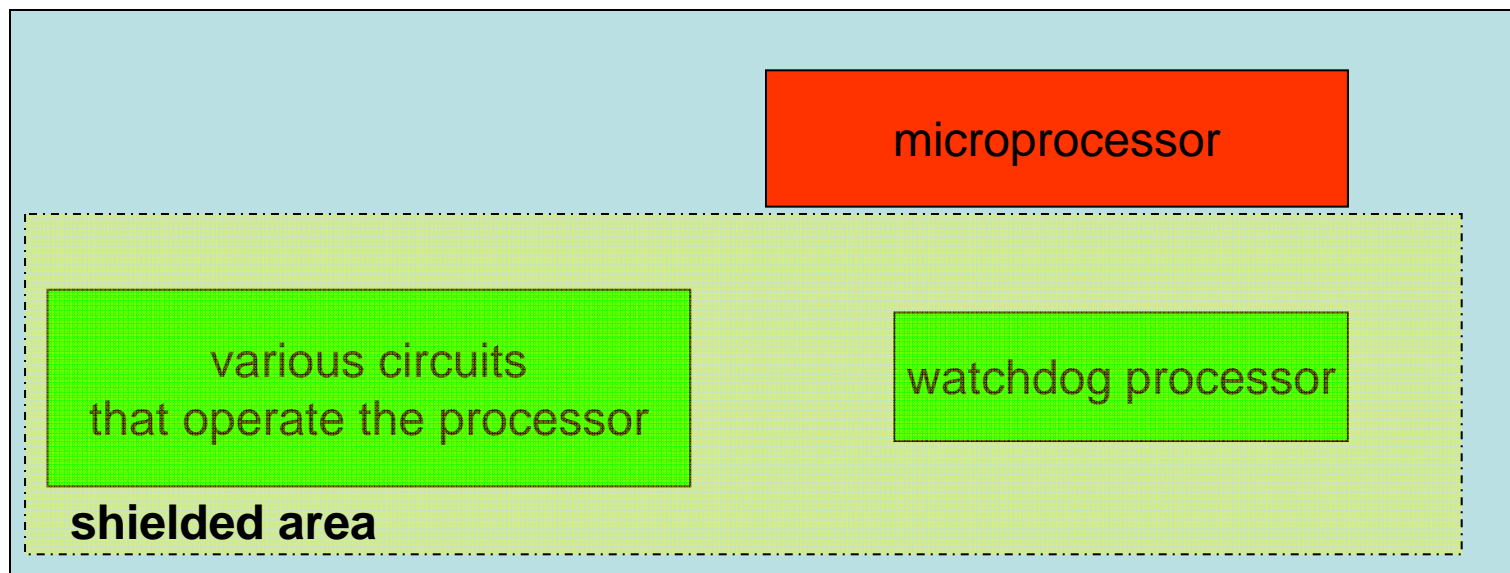 microprocessor
various circuits
that operate the processor
watchdog processor
shielded area